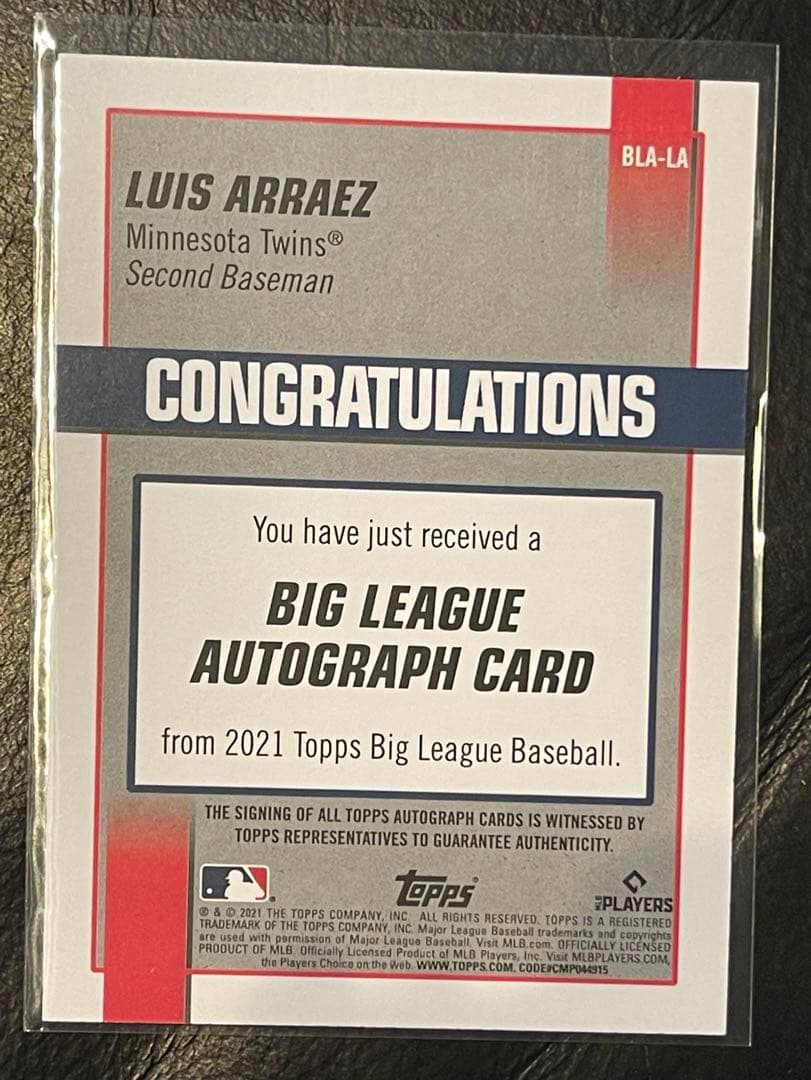 BLA-LA
LUIS ARRAEZ
Minnesota Twins®
Second Baseman
CONGRATULATIONS
You have just received a
BIG LEAGUE
AUTOGRAPH CARD
from 2021 Topps Big League Baseball.
THE SIGNING OF ALL TOPPS AUTOGRAPH CARDS IS WITNESSED BY
TOPPS REPRESENTATIVES TO GUARANTEE AUTHENTICITY.
Topps®
MLB PLAYERS
® & © 2021 THE TOPPS COMPANY, INC. ALL RIGHTS RESERVED. TOPPS IS A REGISTERED
TRADEMARK OF THE TOPPS COMPANY, INC. Major League Baseball trademarks and copyrights
are used with permission of Major League Baseball. Visit MLB.com. OFFICIALLY LICENSED
PRODUCT OF MLB. Officially Licensed Product of MLB Players, Inc. Visit MLBPLAYERS.COM,
the Players Choice on the web. WWW.TOPPS.COM. CODE#CMP044915